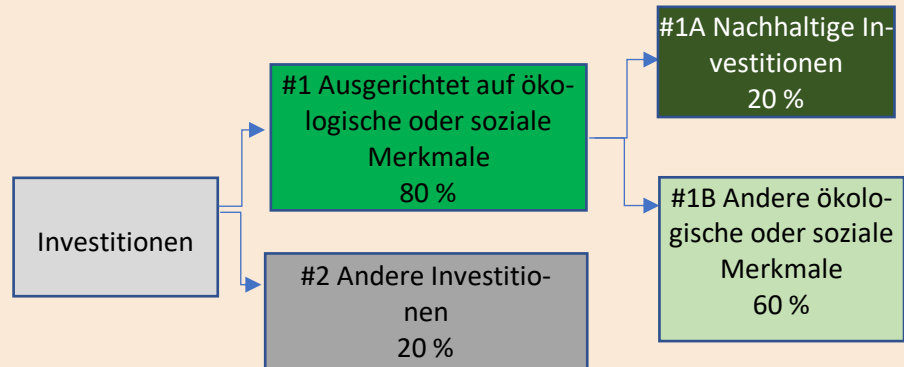 Investitionen
#1 Ausgerichtet auf öko-
logische oder soziale
Merkmale
80 %
#2 Andere Investitio-
nen
20 %
#1A Nachhaltige In-
vestitionen
20 %
#1B Andere ökolo-
gische oder soziale
Merkmale
60 %